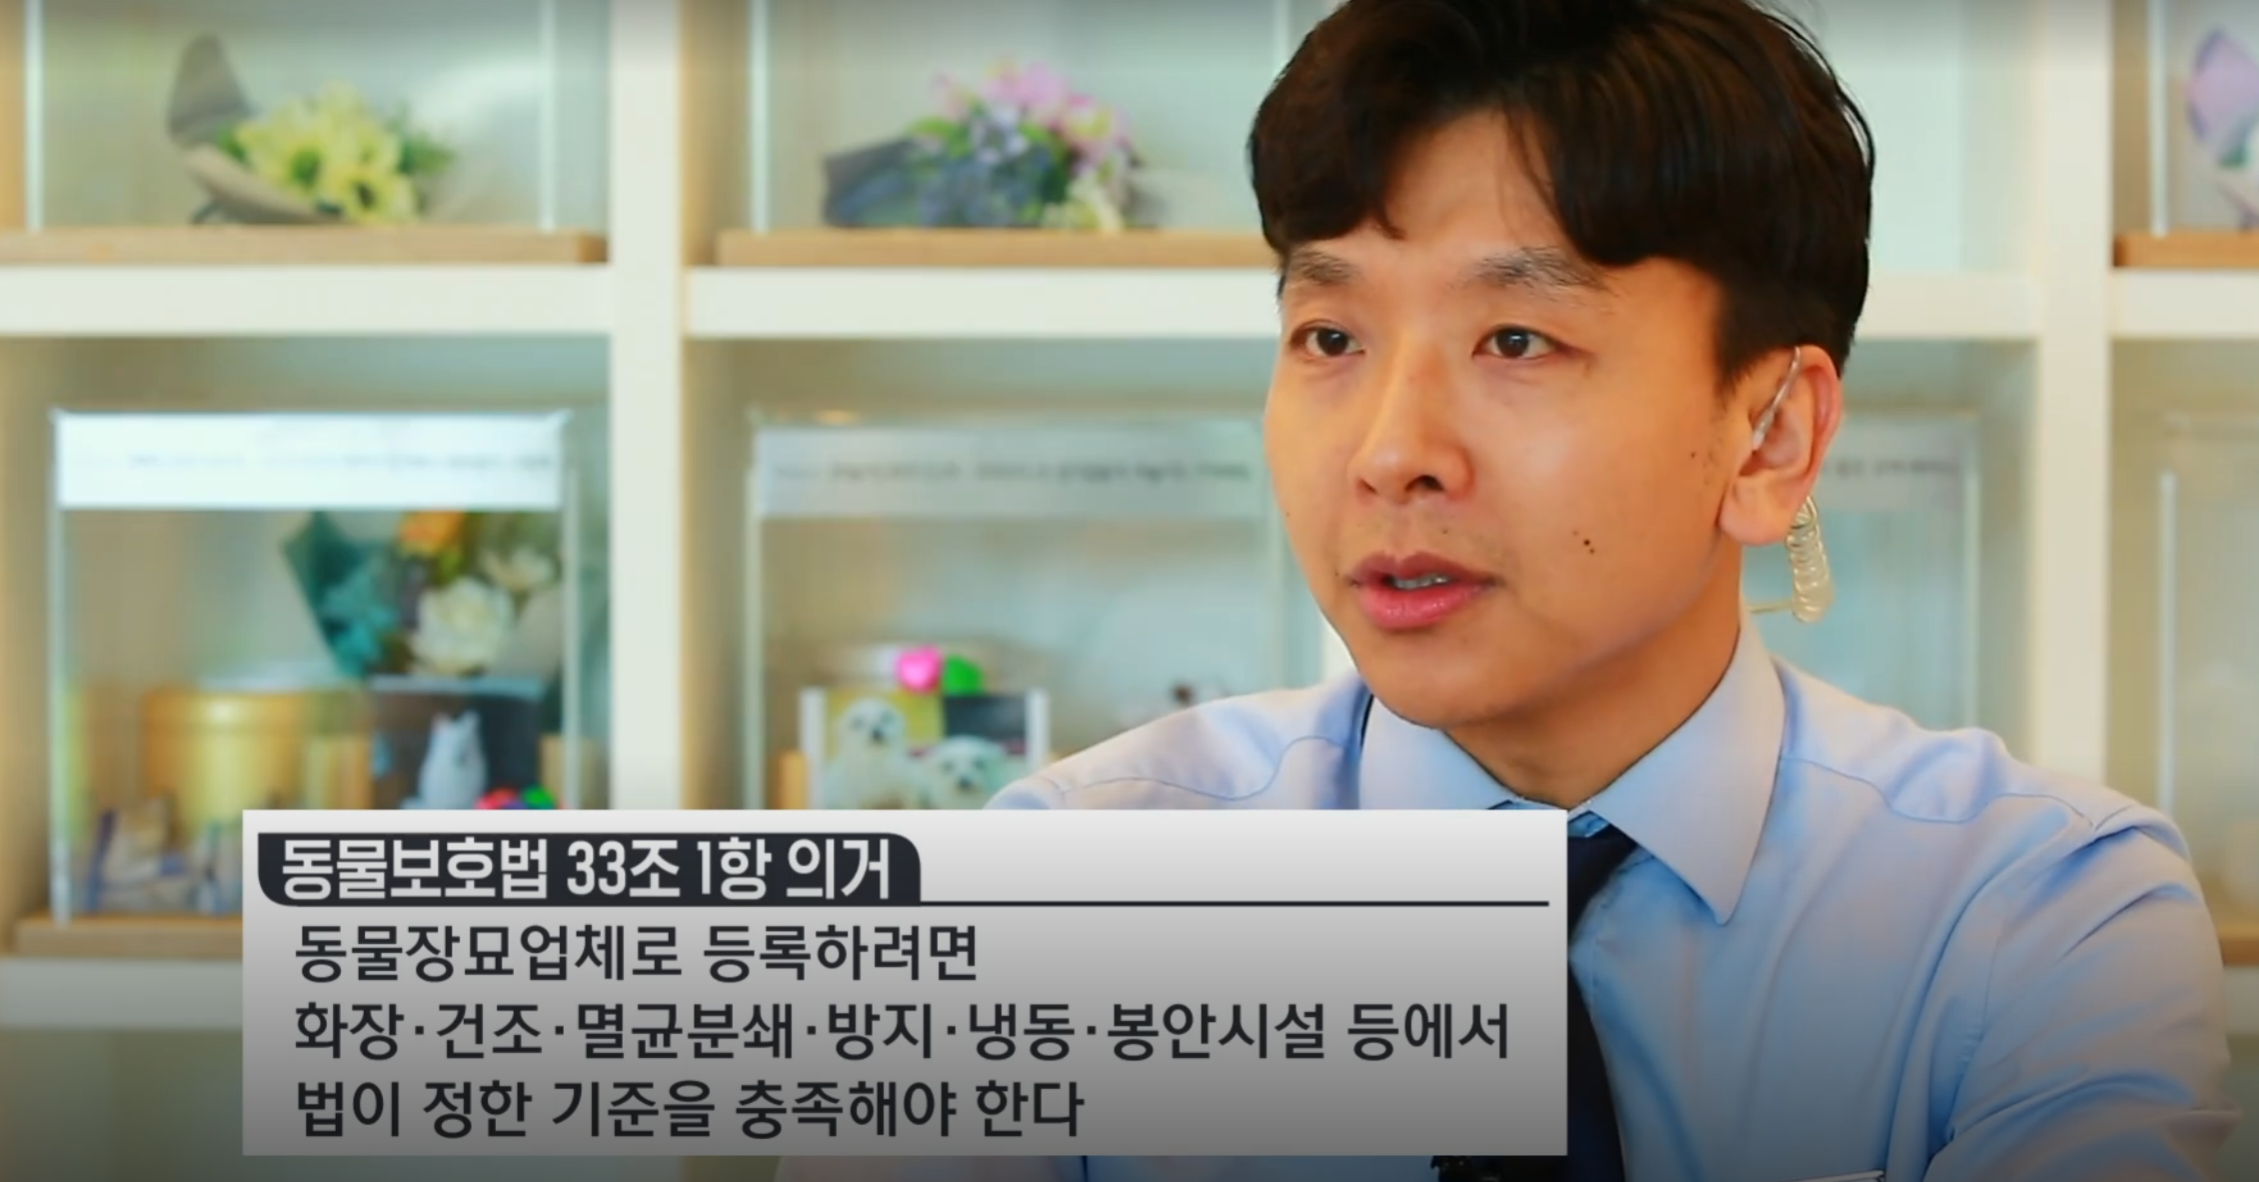 동물보호법 33조 1항 의거
동물장묘업체로 등록하려면
화장·건조·멸균분쇄·방지·냉동·봉안시설 등에서
법이 정한 기준을 충족해야 한다